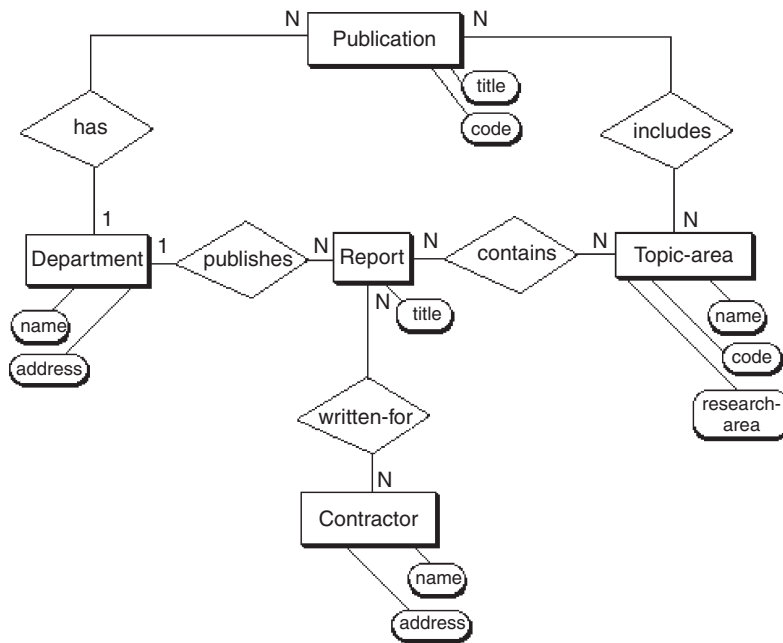 N
Publication
N
title
code
has
includes
1
N
Department
1
publishes
N
Report
N
contains
N
Topic-area
name
address
N
title
name
code
research-
area
written-for
N
Contractor
name
address